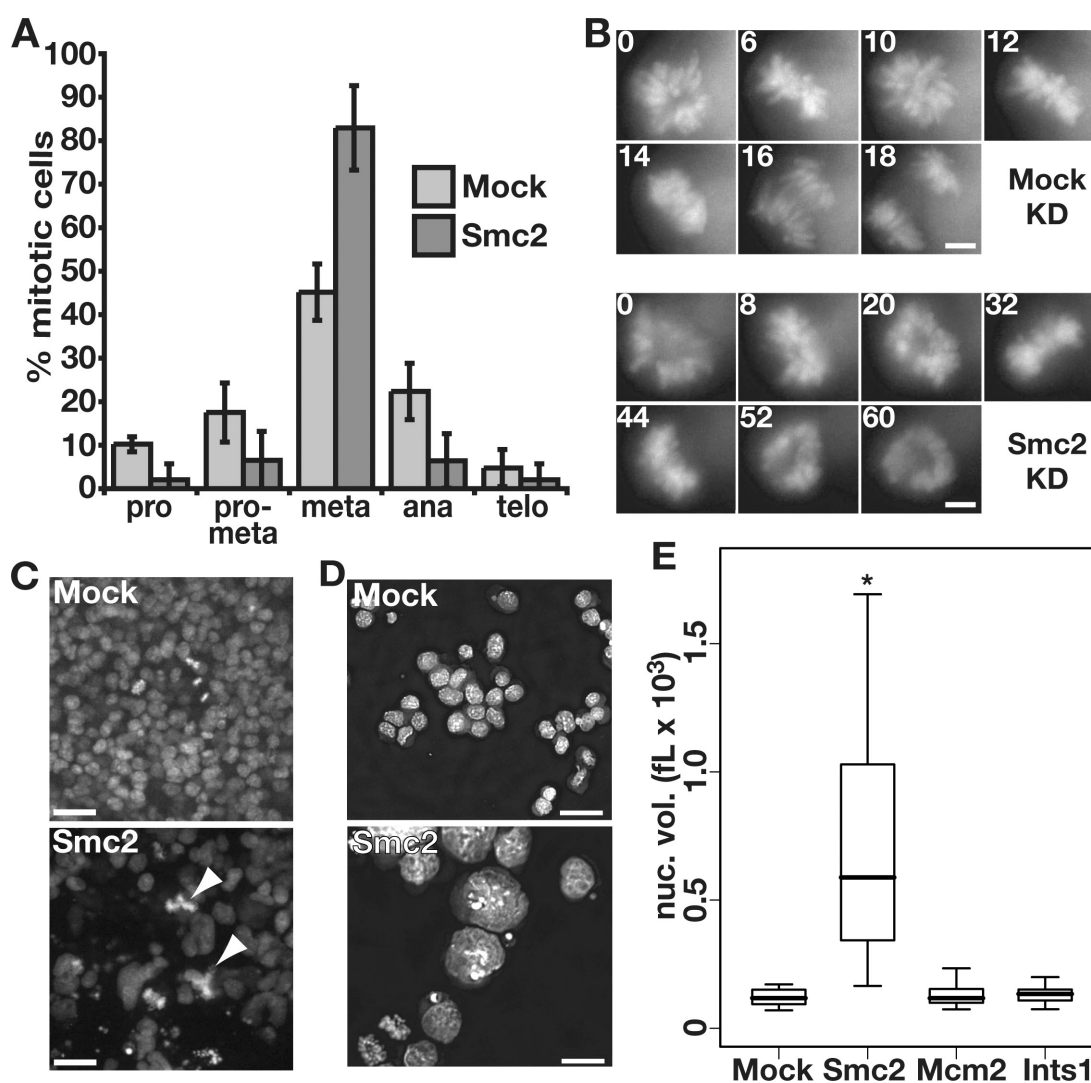 A
100
90
80
70
60
50
40
30
20
10
0
% mitotic cells
Mock
Smc2
pro
pro-
meta
meta
ana
telo
B
0
6
10
12
14
16
18
Mock
KD
0
8
20
32
44
52
60
Smc2
KD
C
Mock
Smc2
D
Mock
Smc2
E
*
nuc. vol. (fL x 10³)
1.5
1.0
0.5
0
Mock
Smc2
Mcm2
Ints1